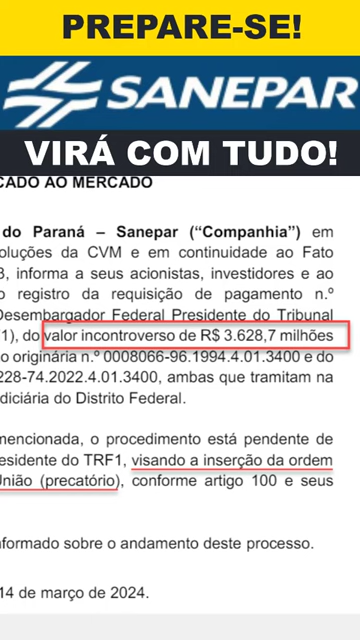 PREPARE-SE!
SANEPAR
VIRÁ COM TUDO!
CADO AO MERCADO
do Paraná – Sanepar (“Companhia”) em
oluções da CVM e em continuidade ao Fato
3, informa a seus acionistas, investidores e ao
o registro da requisição de pagamento n.º
Desembargador Federal Presidente do Tribunal
1), do valor incontroverso de R$ 3.628,7 milhões
o originária n.º 0008066-96.1994.4.01.3400 e do
228-74.2022.4.01.3400, ambas que tramitam na
diciária do Distrito Federal.
mencionada, o procedimento está pendente de
residente do TRF1, visando a inserção da ordem
União (precatório), conforme artigo 100 e seus
nformado sobre o andamento deste processo.
14 de março de 2024.